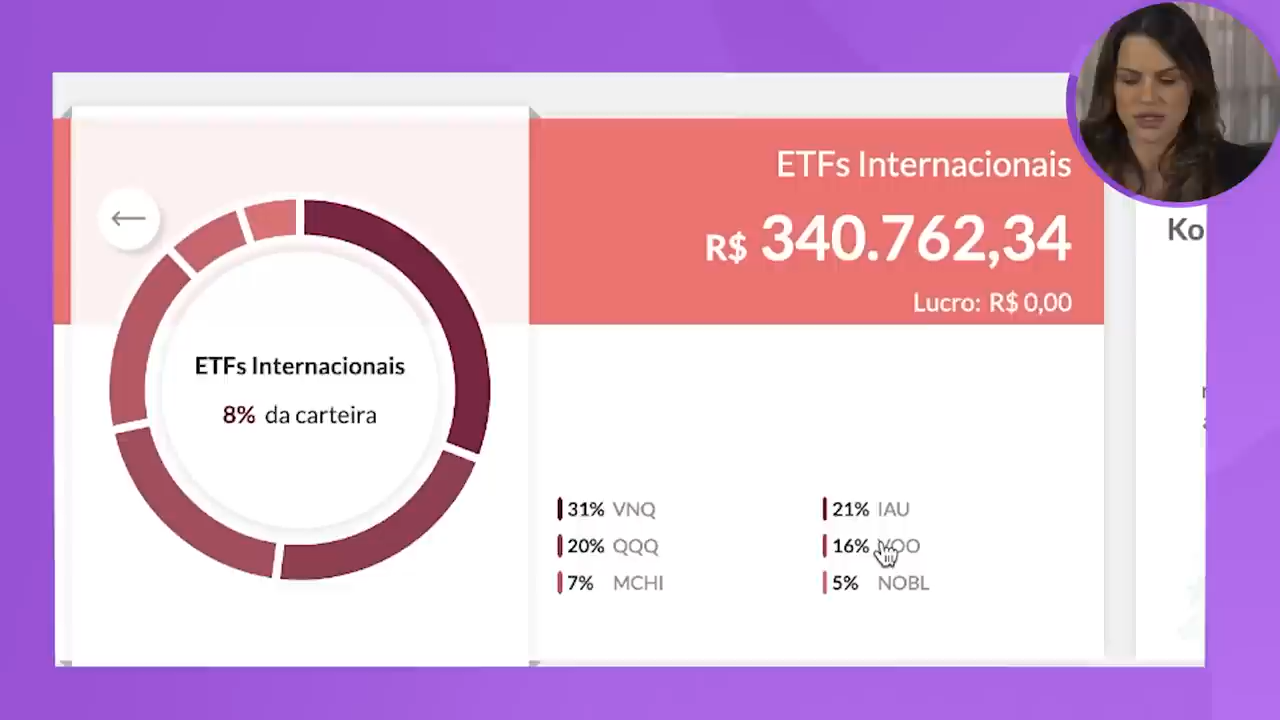 ETFs Internacionais
R$ 340.762,34
Lucro: R$ 0,00
Ko
ETFs Internacionais
8% da carteira
31% VNQ
21% IAU
20% QQQ
16% VOO
7% MCHI
5% NOBL